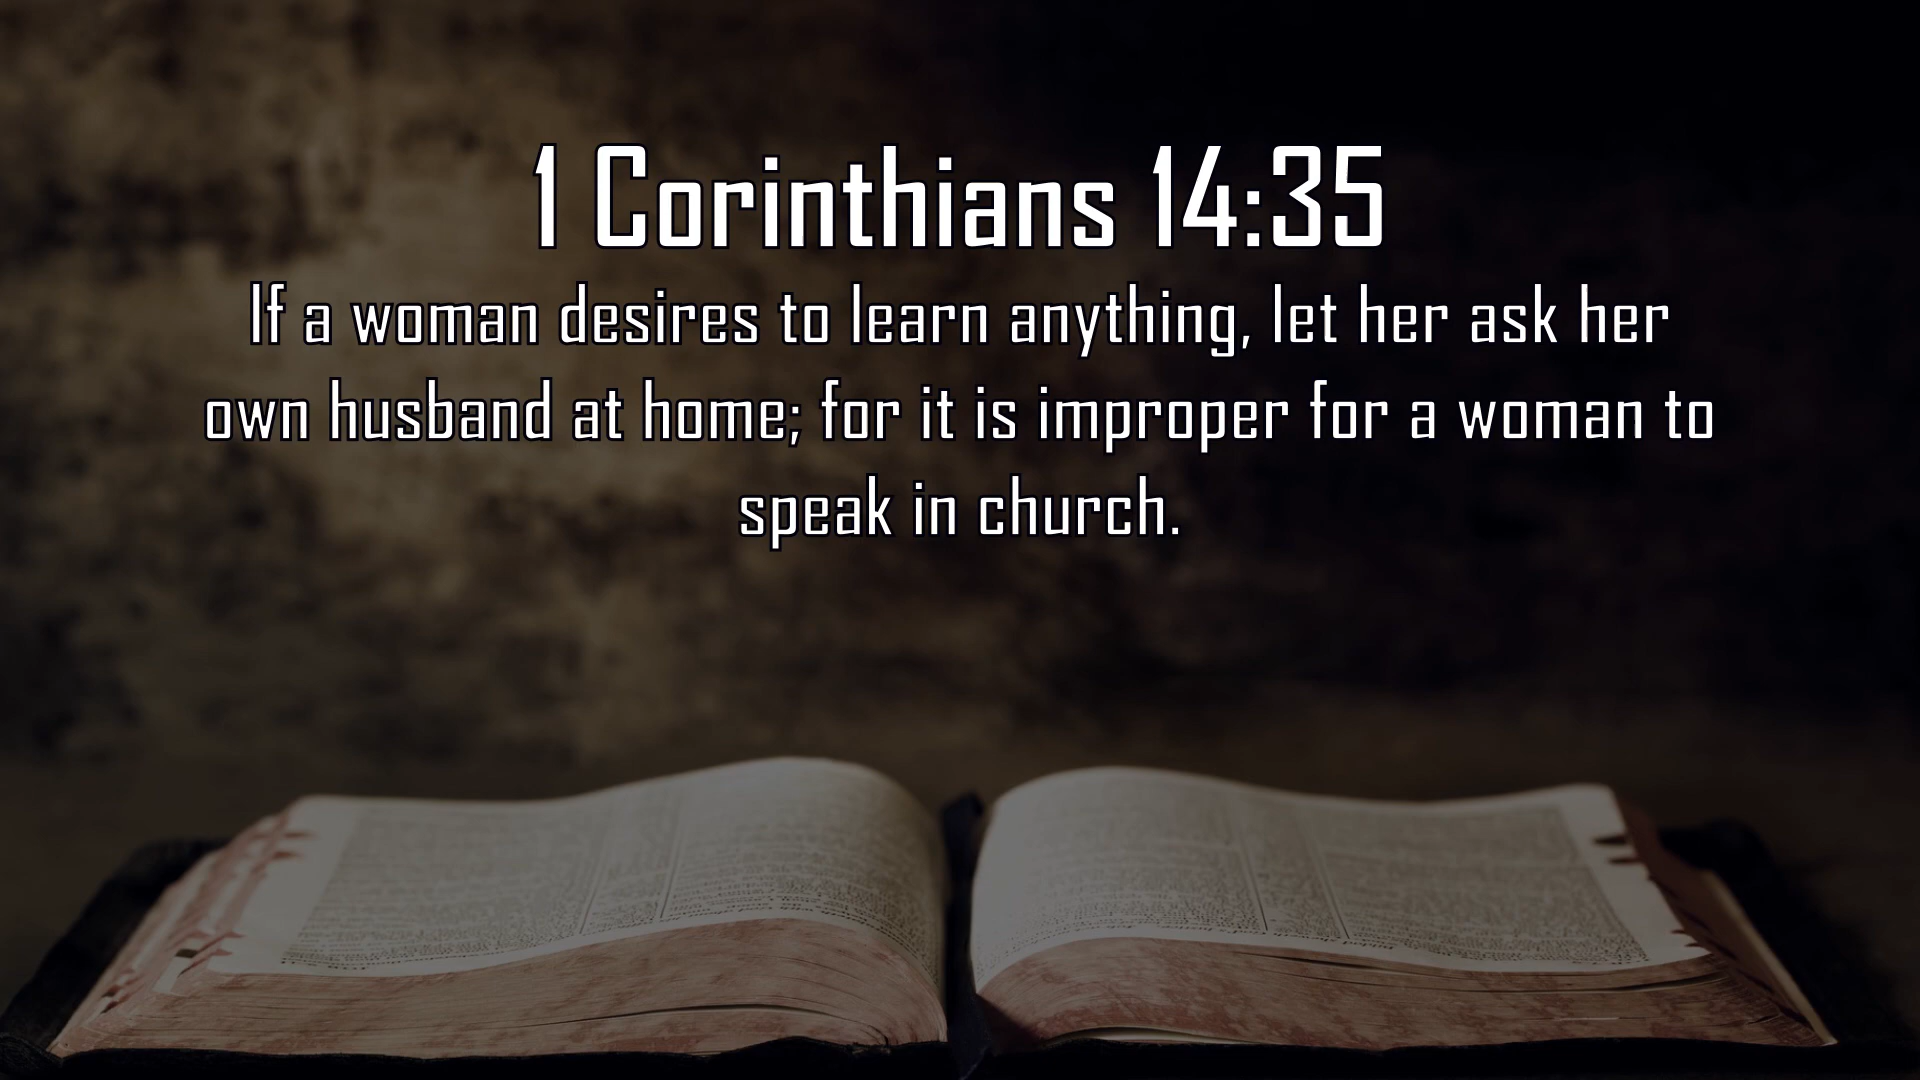 1 Corinthians 14:35
If a woman desires to learn anything, let her ask her
own husband at home; for it is improper for a woman to
speak in church.